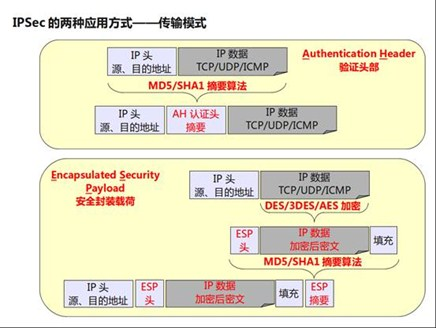 IPSec 的两种应用方式——传输模式
IP 头
源、目的地址
IP 数据
TCP/UDP/ICMP
Authentication Header
验证头部
MD5/SHA1 摘要算法
IP 头
源、目的地址
AH 认证头
摘要
IP 数据
TCP/UDP/ICMP
Encapsulated Security
Payload
安全封装载荷
IP 头
源、目的地址
IP 数据
TCP/UDP/ICMP
DES/3DES/AES 加密
ESP
头
IP 数据
加密后密文
填充
MD5/SHA1 摘要算法
IP 头
源、目的地址
ESP
头
IP 数据
加密后密文
填充
ESP
摘要